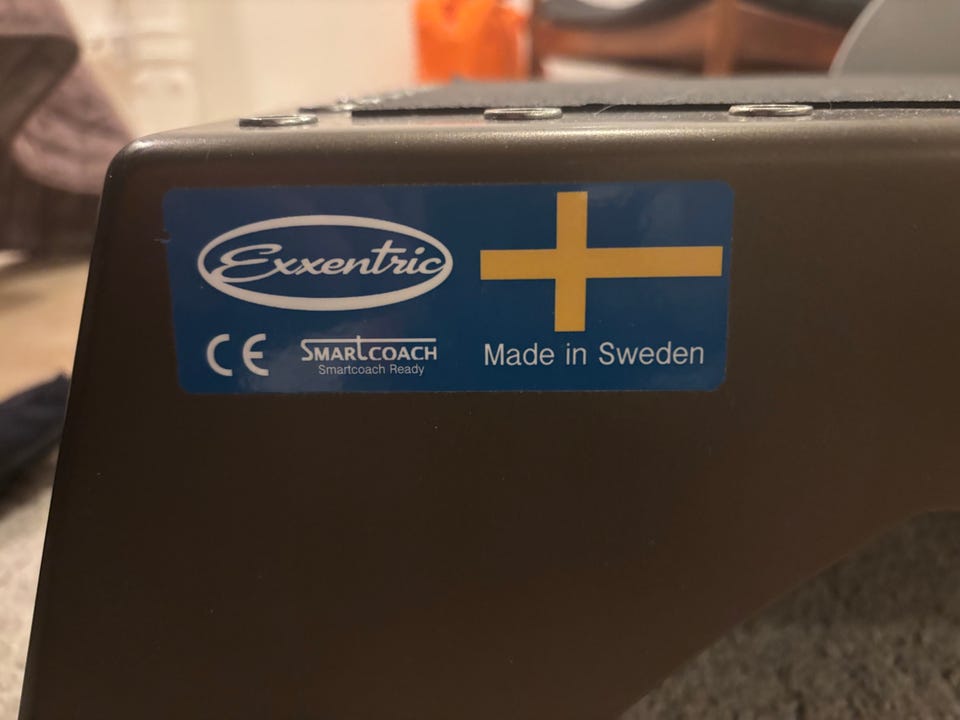 Exxentric
CE
SMARTCOACH
Smartcoach Ready
Made in Sweden